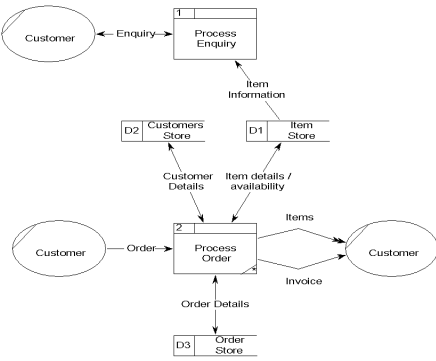 1
Customer
Enquiry
Process
Enquiry
Item
Information
D2
Customers
Store
D1
Item
Store
Customer
Details
Item details /
availability
2
Customer
Order
Process
Order
*
Items
Invoice
Customer
Order Details
D3
Order
Store